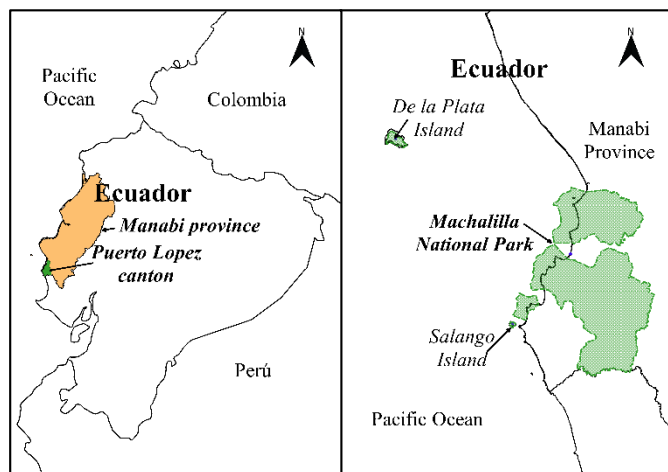 N
Pacific
Ocean
Colombia
Ecuador
Manabi province
Puerto Lopez
canton
Perú
N
Ecuador
De la Plata
Island
Manabi
Province
Machalilla
National Park
Salango
Island
Pacific Ocean